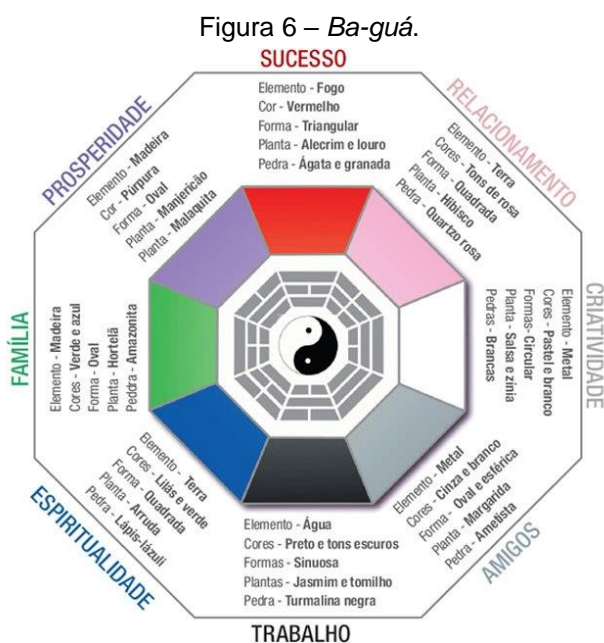 Figura 6 – Ba-guá.
SUCESSO
Elemento - Fogo
Cor - Vermelho
Forma - Triangular
Planta - Alecrim e louro
Pedra - Ágata e granada
RELACIONAMENTO
Elemento - Terra
Cores - Tons de rosa
Forma - Quadrada
Planta - Hibisco
Pedra - Quartzo rosa
CRIATIVIDADE
Elemento - Metal
Cores - Pastel e branco
Formas- Circular
Planta - Salsa e zínia
Pedras - Brancas
AMIGOS
Elemento - Metal
Cores - Cinza e branco
Forma - Oval e esférica
Planta - Margarida
Pedra - Ametista
TRABALHO
Elemento - Água
Cores - Preto e tons escuros
Formas - Sinuosa
Plantas - Jasmim e tomilho
Pedra - Turmalina negra
ESPIRITUALIDADE
Elemento - Terra
Cores - Lilás e verde
Forma - Quadrada
Planta - Arruda
Pedra - Lápis-lázuli
FAMÍLIA
Elemento - Madeira
Cores - Verde e azul
Forma - Oval
Planta - Hortelã
Peddra - Amazonita
PROSPERIDADE
Elemento - Madeira
Cor - Púrpura
Forma - Oval
Planta - Manjericão
Planta - Malaquita